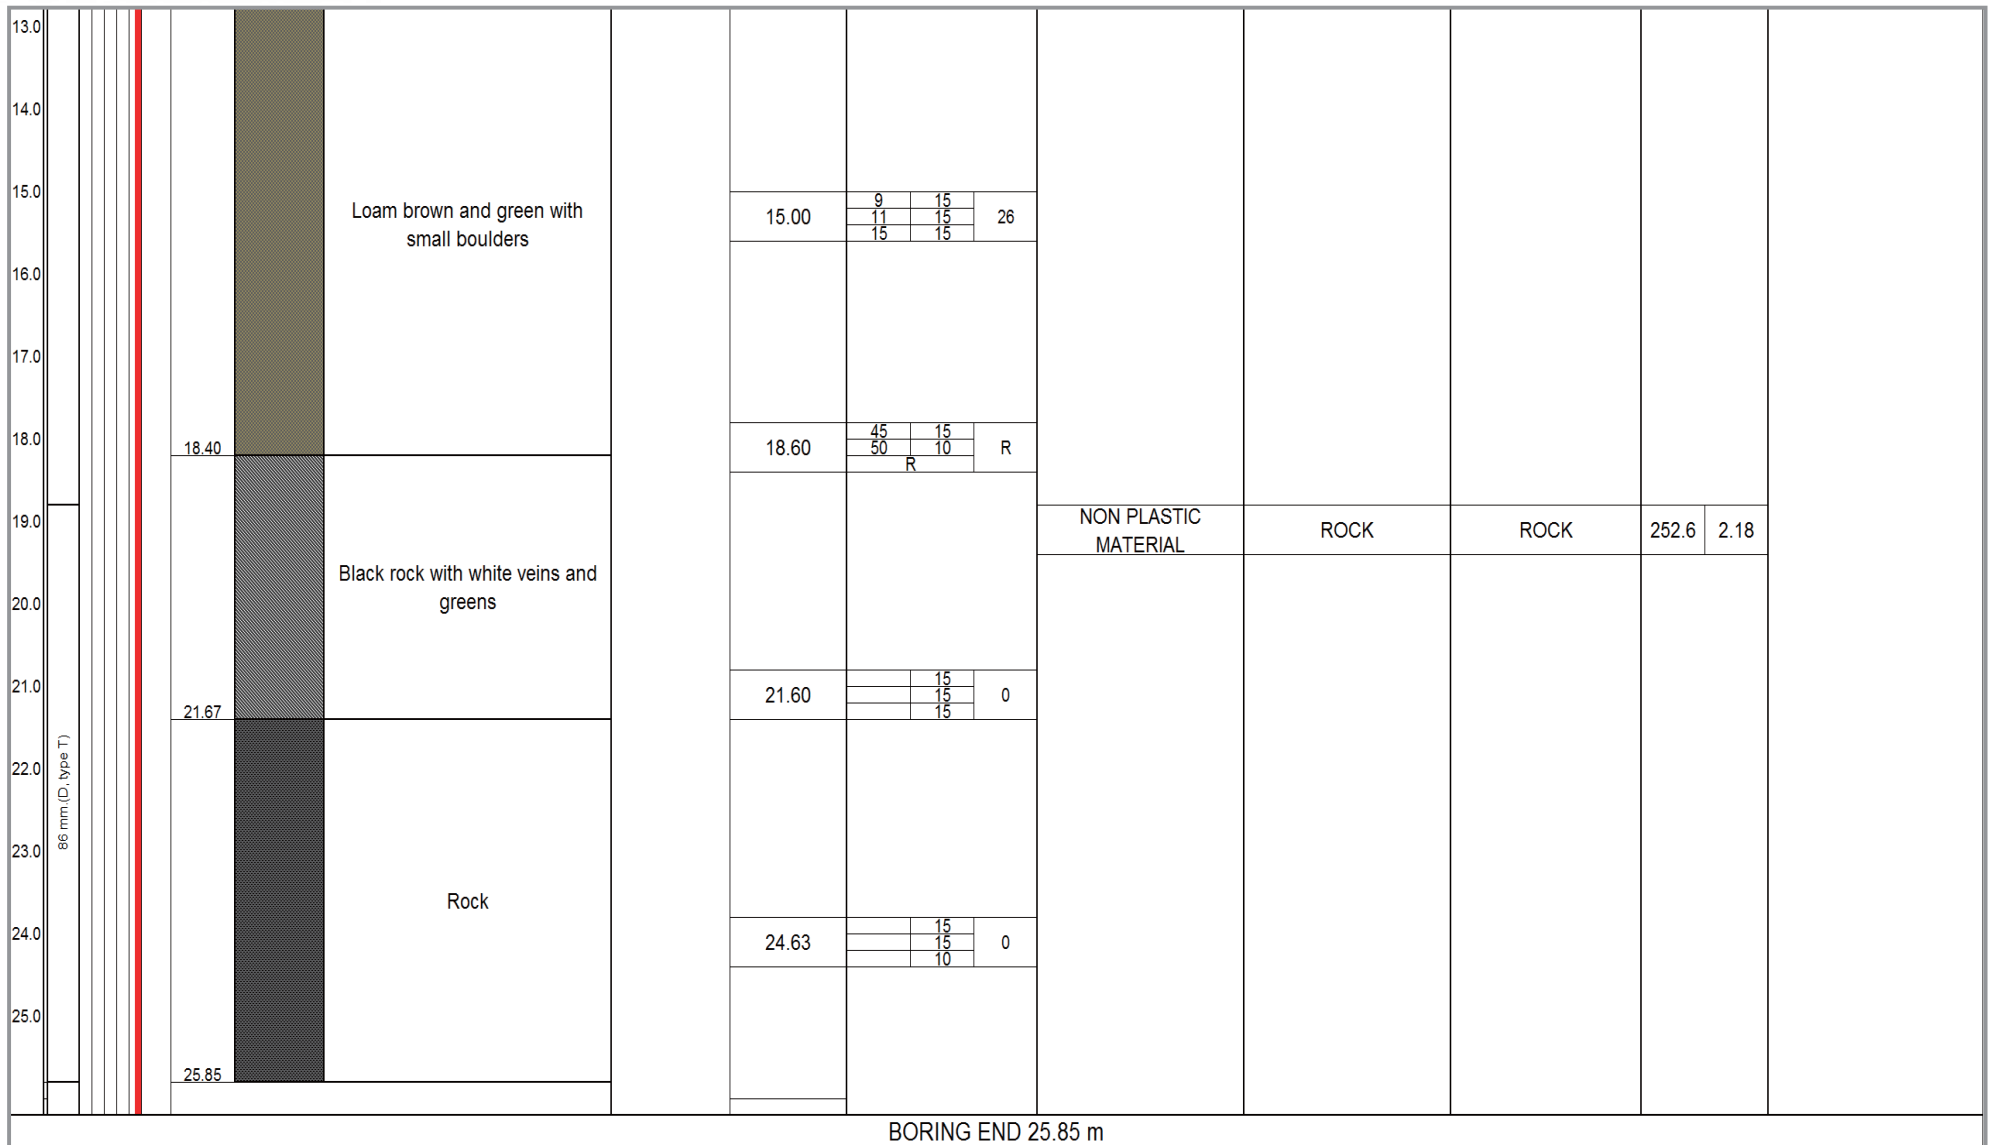 13.0
14.0
15.0
16.0
17.0
18.0
19.0
20.0
21.0
22.0
23.0
24.0
25.0
86 mm.(D, type T)
18.40
21.67
25.85
Loam brown and green with
small boulders
Black rock with white veins and
greens
Rock
15.00
9 15
11 15 26
15 15
18.60
45 15
50 10 R
R
21.60
15
15 0
15
24.63
15
15 0
10
NON PLASTIC
MATERIAL
ROCK
ROCK
252.6 2.18
BORING END 25.85 m